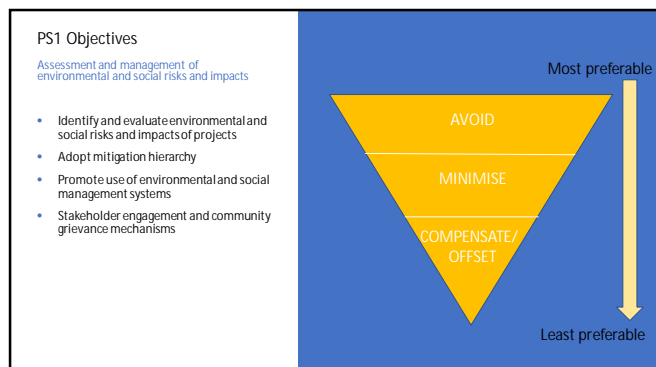 PS1 Objectives
Assessment and management of
environmental and social risks and impacts
• Identify and evaluate environmental and
social risks and impacts of projects
• Adopt mitigation hierarchy
• Promote use of environmental and social
management systems
• Stakeholder engagement and community
grievance mechanisms
Most preferable
AVOID
MINIMISE
COMPENSATE/
OFFSET
Least preferable